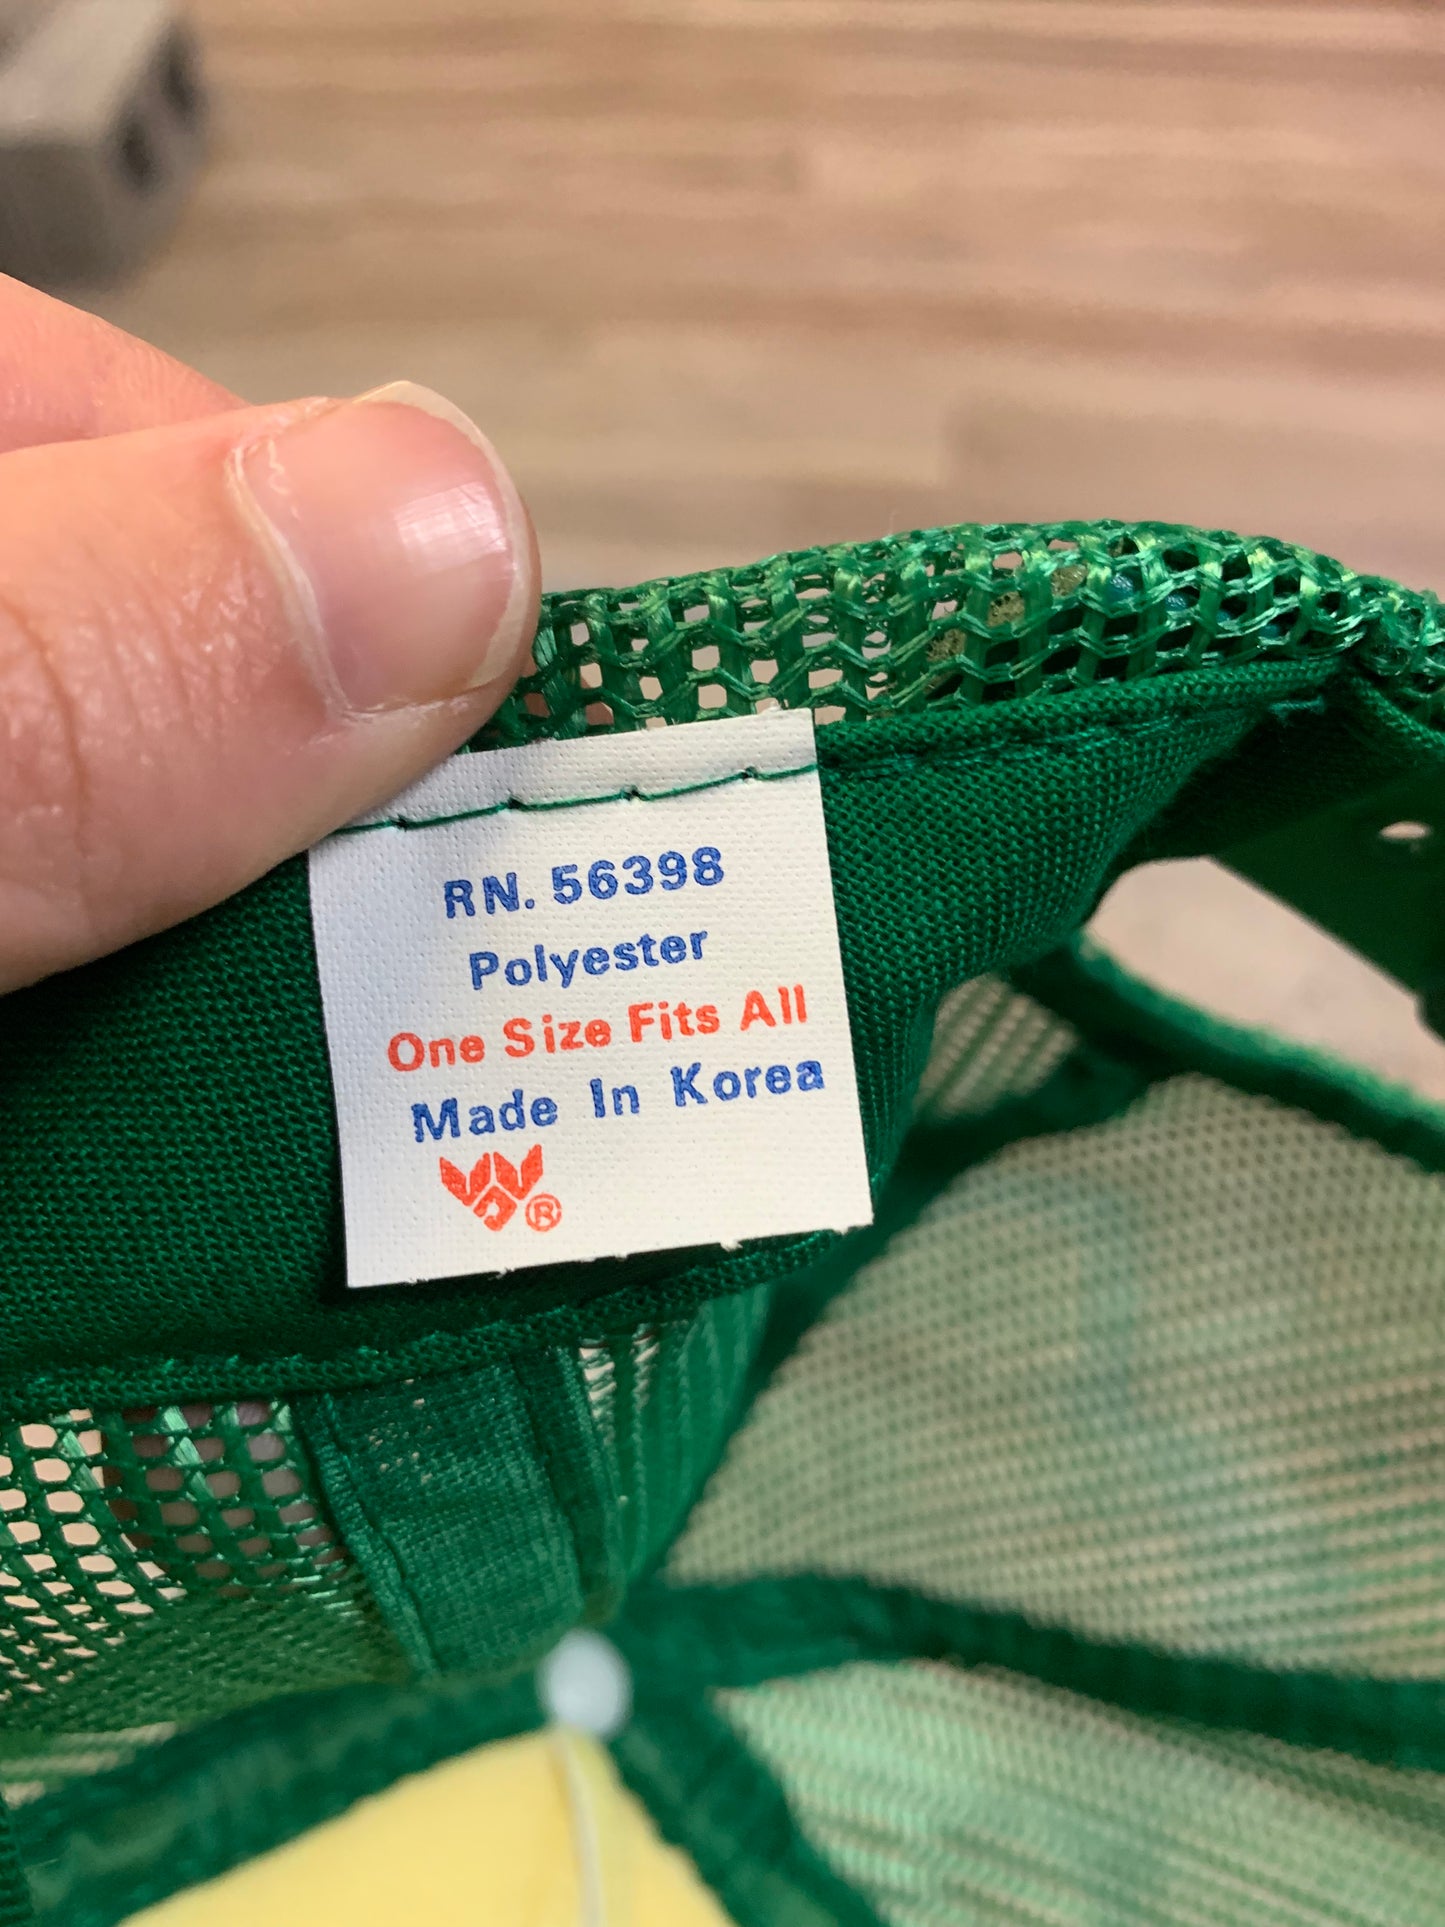 RN. 56398
Polyester
One Size Fits All
Made In Korea
®